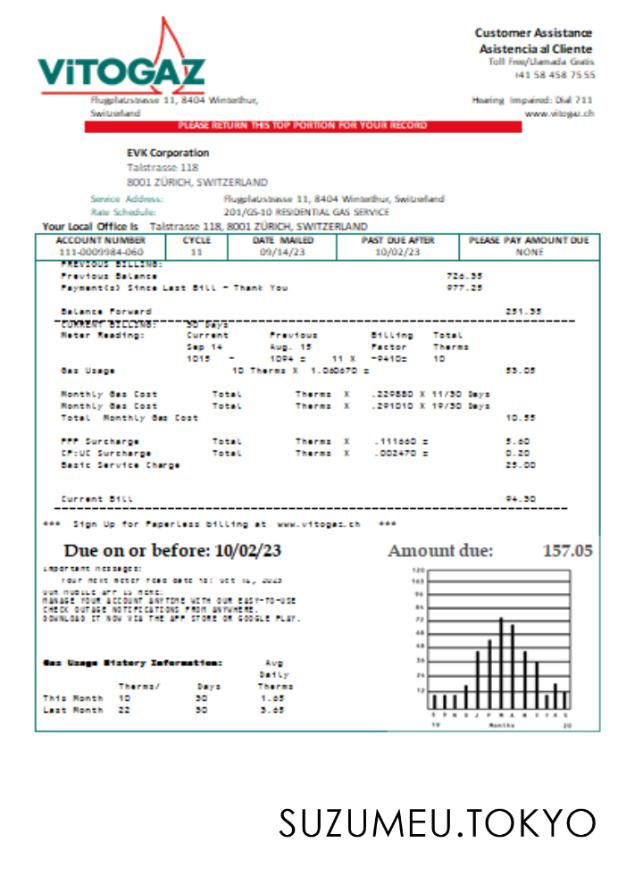 ViTOGAZ
Customer Assistance
Asistencia al Cliente
Toll Free/Llamada Gratis
+41 58 458 75 55
Flugplatzstrasse 11, 8404 Winterthur,
Switzerland
Hearing Impaired: Dial 711
www.vitogaz.ch
PLEASE RETURN THIS TOP PORTION FOR YOUR RECORD
EVK Corporation
Talstrasse 118
8001 ZÜRICH, SWITZERLAND
Service Address: Flugplatzstrasse 11, 8404 Winterthur, Switzerland
Rate Schedule: 201/GS-10 RESIDENTIAL GAS SERVICE
Your Local Office Is Talstrasse 118, 8001 ZÜRICH, SWITZERLAND
ACCOUNT NUMBER CYCLE DATE MAILED PAST DUE AFTER PLEASE PAY AMOUNT DUE
111-0009984-060 11 09/14/23 10/02/23 NONE
PREVIOUS BILLING:
Previous Balance 726.35
Payment(s) Since Last Bill - Thank You 977.25
Balance Forward 251.35
CURRENT BILLING: 30 Days
Meter Reading: Current Previous Billing Total
Sep 14 Aug. 15 Factor Therms
1015 - 1094 = 11 X -9410= 10
Gas Usage 10 Therms X 1.060670 = 53.05
Monthly Gas Cost Total Therms X .229880 X 11/30 Days
Monthly Gas Cost Total Therms X .291010 X 19/30 Days
Total Monthly Gas Cost 10.55
PPP Surcharge Total Therms X .111660 = 5.60
CP:UC Surcharge Total Therms X .002470 = 0.20
Basic Service Charge 25.00
Current Bill 94.30
*** Sign Up for Paperless billing at www.vitogaz.ch ***
Due on or before: 10/02/23 Amount due: 157.05
Important messages:
Your next meter read date is: Oct 16, 2023
OUR MOBILE APP IS HERE:
MANAGE YOUR ACCOUNT ANYTIME WITH OUR EASY-TO-USE
CHECK OUTAGE NOTIFICATIONS FROM ANYWHERE.
DOWNLOAD IT NOW VIA THE APP STORE OR GOOGLE PLAY.
Gas Usage History Information: Avg
Daily
Therms/ Days Therms
This Month 10 30 1.65
Last Month 22 30 3.65
120
96
84
72
48
36
24
12
19 Months 20
SUZUMEU.TOKYO